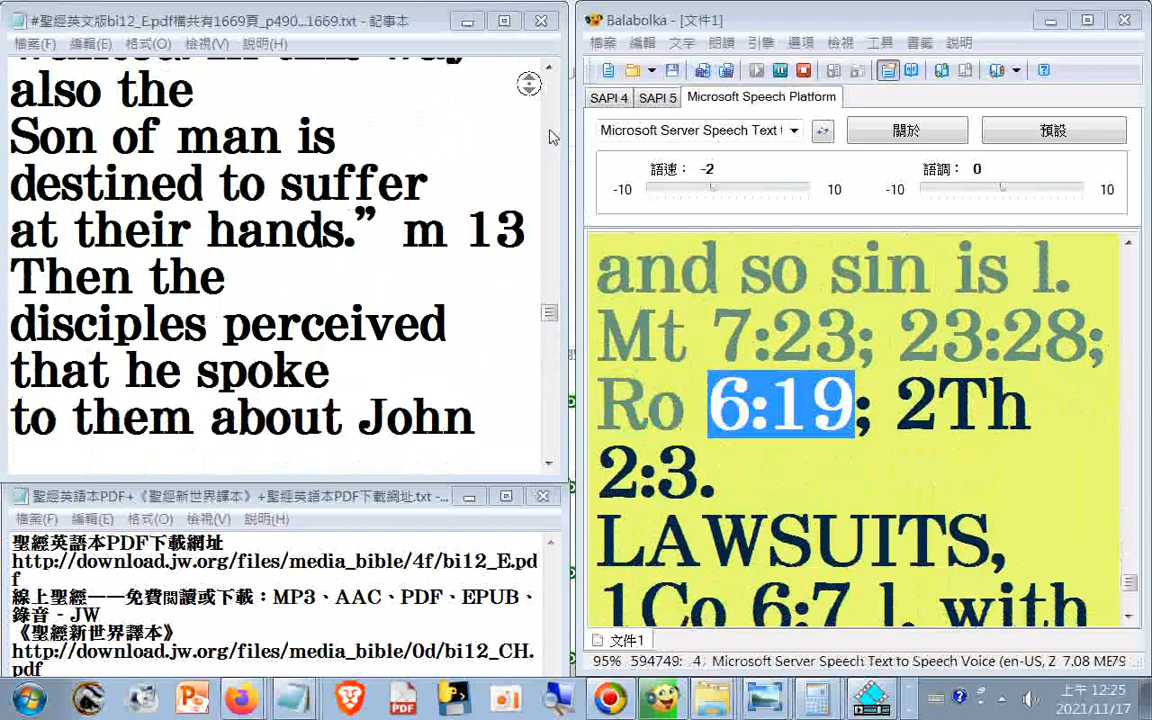 #聖經英文版bi12_E.pdf檔共有1669頁_p490...1669.txt - 記事本
檔案(F) 編輯(E) 格式(O) 檢視(V) 說明(H)
also the
Son of man is
destined to suffer
at their hands.” m 13
Then the
disciples perceived
that he spoke
to them about John
聖經英語本PDF+《聖經新世界譯本》+聖經英語本PDF下載網址.txt -...
檔案(F) 編輯(E) 格式(O) 檢視(V) 說明(H)
聖經英語本PDF下載網址
http://download.jw.org/files/media_bible/4f/bi12_E.pd
f
線上聖經——免費閱讀或下載：MP3、AAC、PDF、EPUB、
錄音 - JW
《聖經新世界譯本》
http://download.jw.org/files/media_bible/0d/bi12_CH.
pdf
Balabolka - [文件1]
檔案 編輯 文字 朗讀 引擎 選項 檢視 工具 書籤 說明
SAPI 4 SAPI 5 Microsoft Speech Platform
Microsoft Server Speech Text 關於 預設
語速： -2 語調： 0
-10 10 -10 10
and so sin is l.
Mt 7:23; 23:28;
Ro 6:19; 2Th
2:3.
LAWSUITS,
1Co 6:7 l. with
文件1
95% 594749: 4 Microsoft Server Speech Text to Speech Voice (en-US, Z 7.08 ME79
上午 12:25
2021/11/17